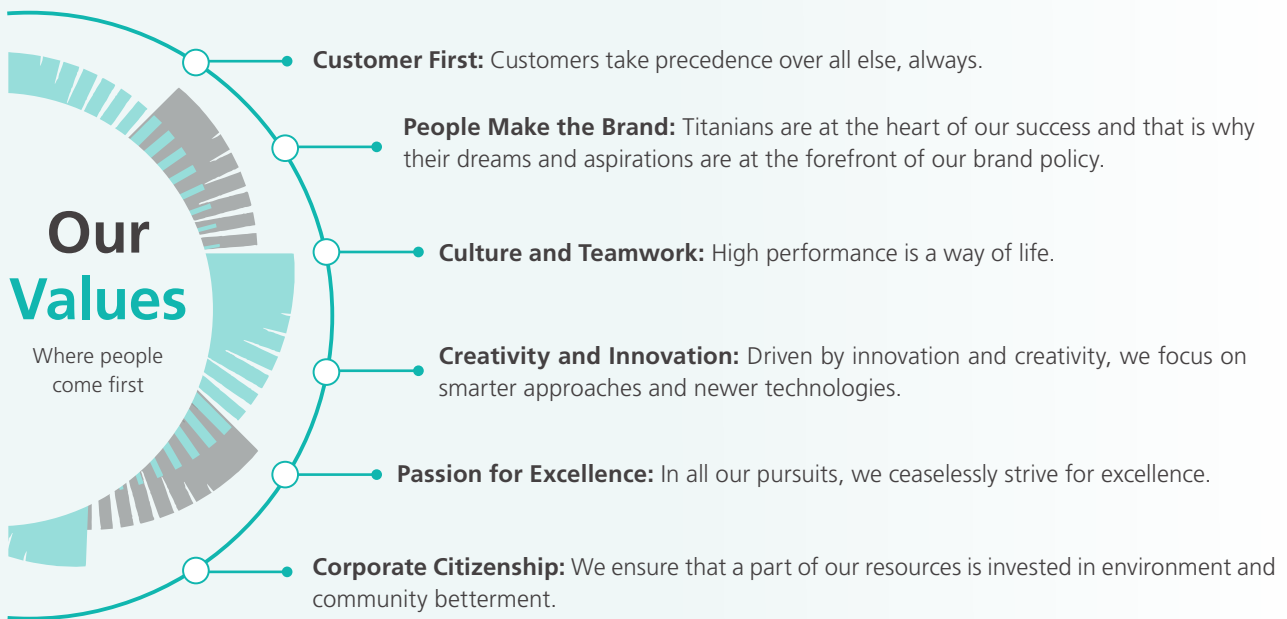 Our
Values
Where people
come first
Customer First: Customers take precedence over all else, always.
People Make the Brand: Titanians are at the heart of our success and that is why
their dreams and aspirations are at the forefront of our brand policy.
Culture and Teamwork: High performance is a way of life.
Creativity and Innovation: Driven by innovation and creativity, we focus on
smarter approaches and newer technologies.
Passion for Excellence: In all our pursuits, we ceaselessly strive for excellence.
Corporate Citizenship: We ensure that a part of our resources is invested in environment and
community betterment.